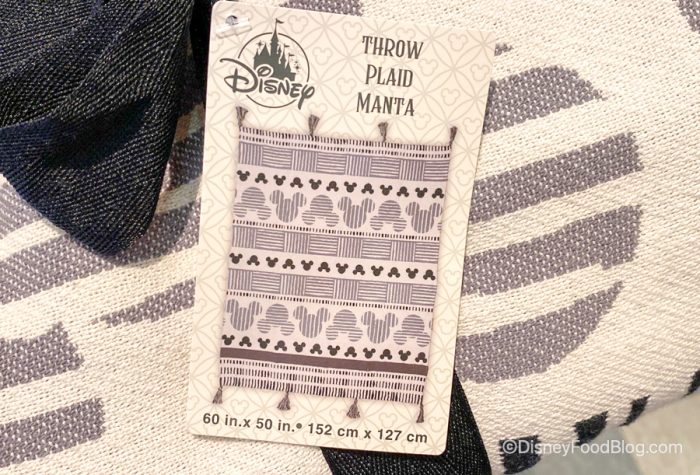 Disney
THROW
PLAID
MANTA
60 in. x 50 in. • 152 cm x 127 cm
©DisneyFoodBlog.com